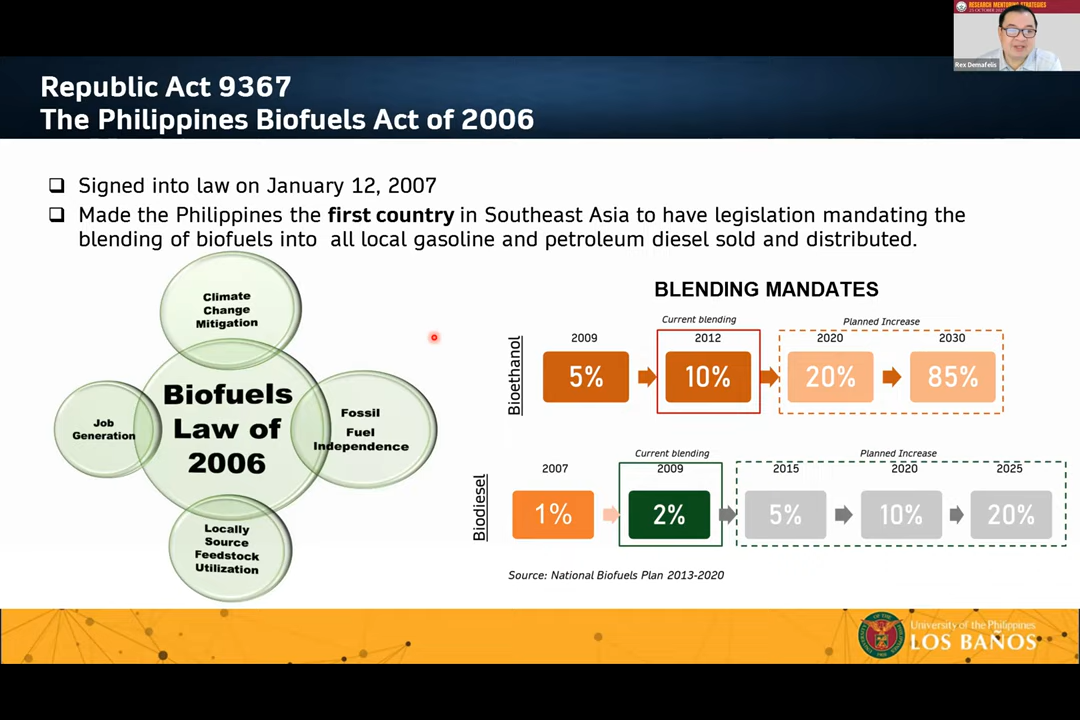 RESEARCH MENTORING STRATEGIES
Rex Demafelis
Republic Act 9367
The Philippines Biofuels Act of 2006
Signed into law on January 12, 2007
Made the Philippines the first country in Southeast Asia to have legislation mandating the
blending of biofuels into all local gasoline and petroleum diesel sold and distributed.
Climate
Change
Mitigation
Biofuels
Law of
2006
Job
Generation
Fossil
Fuel
Independence
Locally
Source
Feedstock
Utilization
BLENDING MANDATES
Bioethanol
Current blending
Planned Increase
2009
2012
2020
2030
5%
10%
20%
85%
Biodiesel
Current blending
Planned Increase
2007
2009
2015
2020
2025
1%
2%
5%
10%
20%
Source: National Biofuels Plan 2013-2020
University of the Philippines
LOS BAÑOS